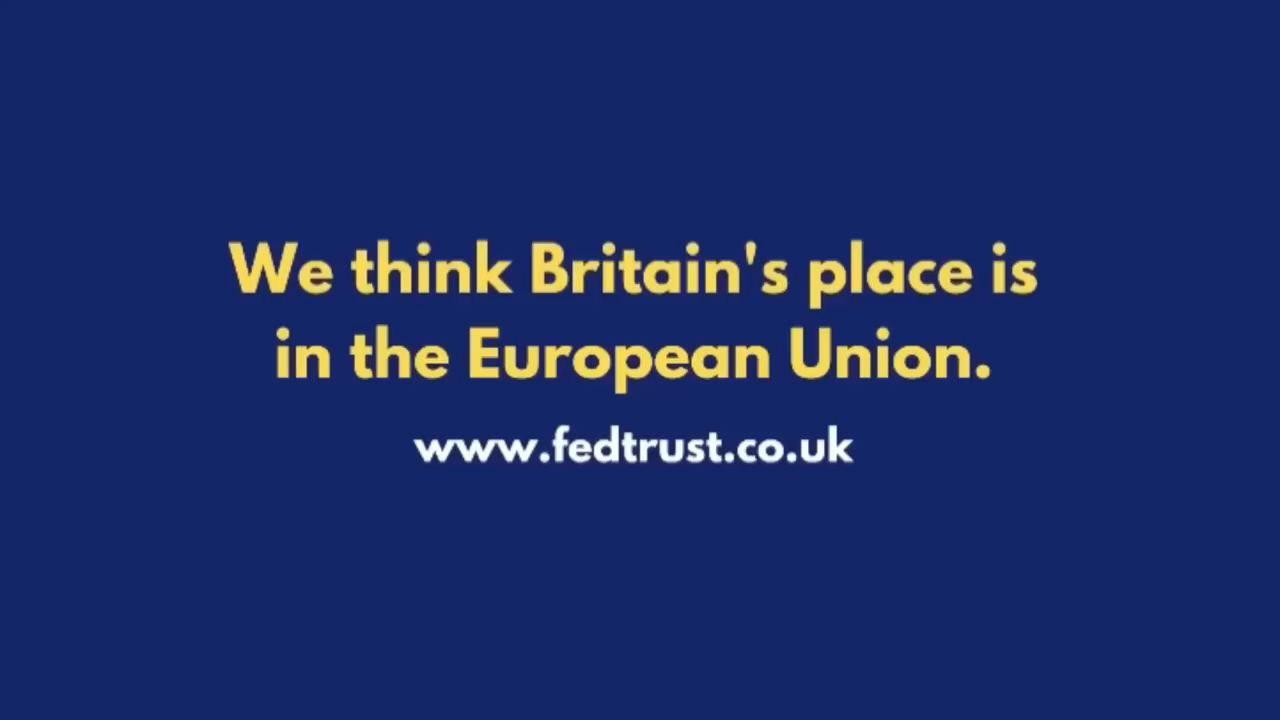 We think Britain's place is
in the European Union.
www.fedtrust.co.uk